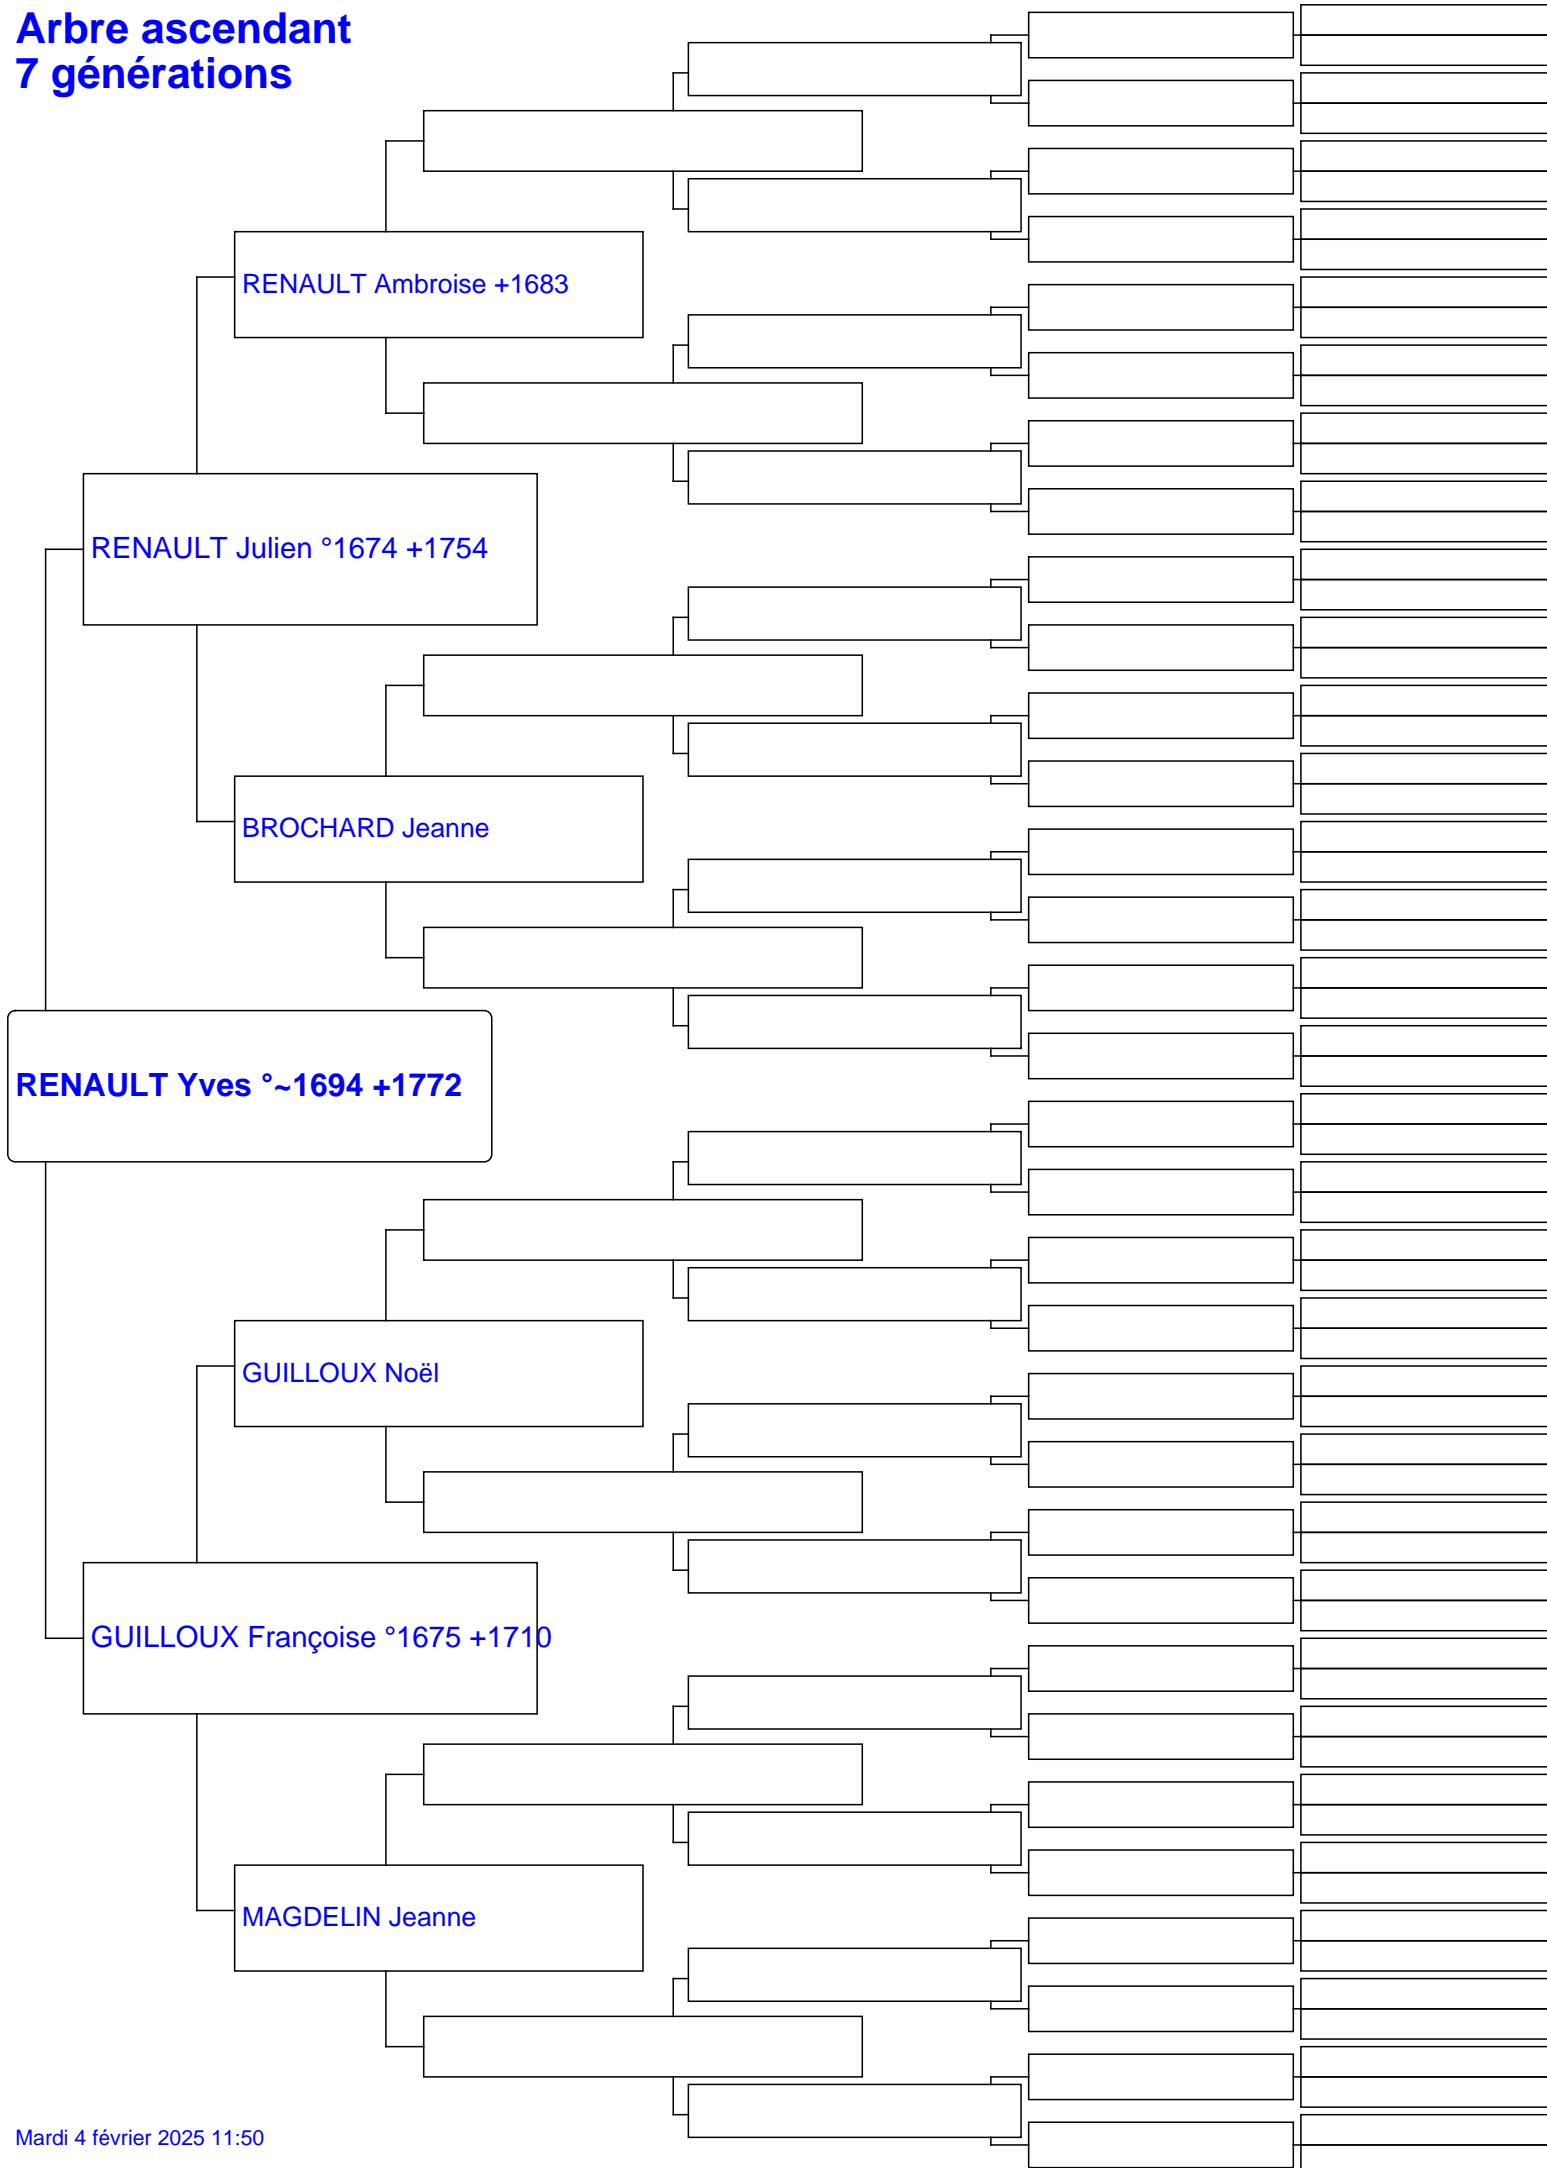 Arbre ascendant
7 générations
RENAULT Ambroise +1683
RENAULT Julien °1674 +1754
BROCHARD Jeanne
RENAULT Yves °~1694 +1772
GUILLOUX Noël
GUILLOUX Françoise °1675 +1710
MAGDELIN Jeanne
Mardi 4 février 2025 11:50